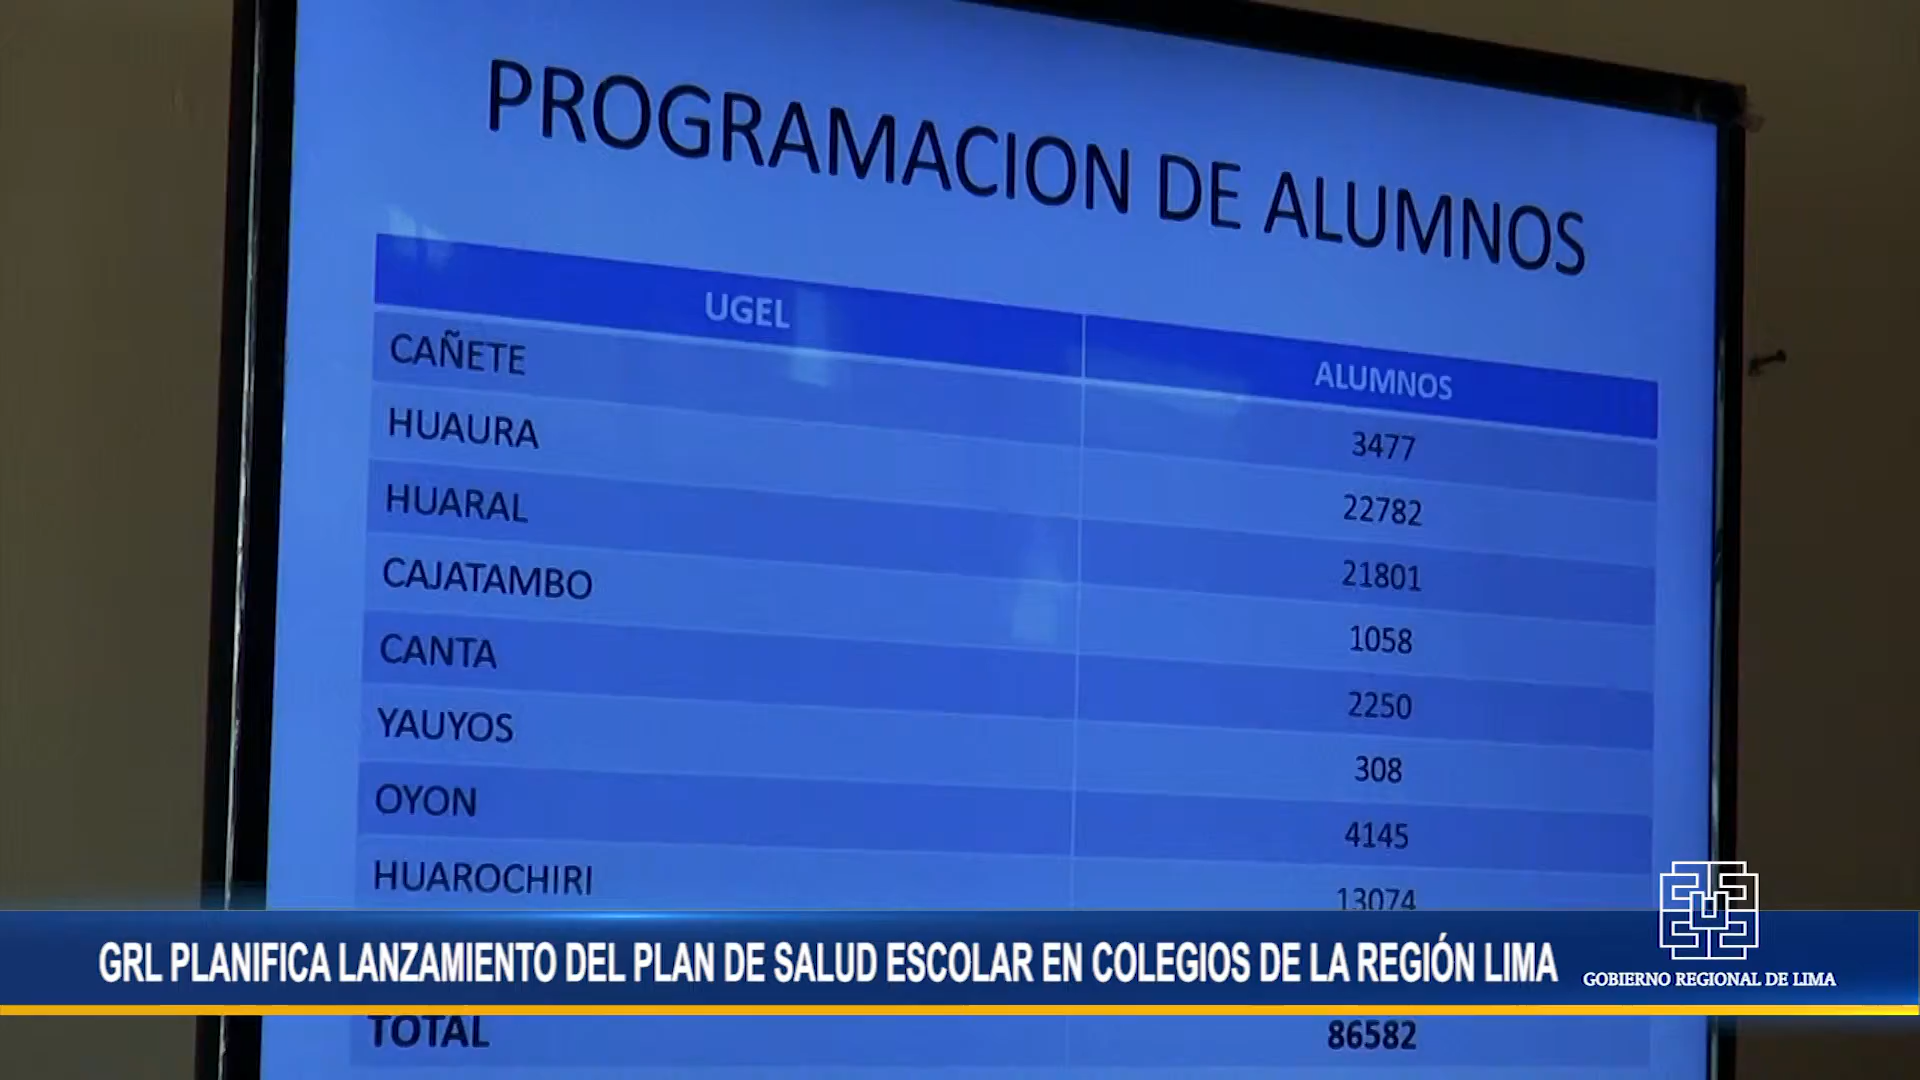 PROGRAMACION DE ALUMNOS
UGEL ALUMNOS
CAÑETE 3477
HUAURA 22782
HUARAL 21801
CAJATAMBO 1058
CANTA 2250
YAUYOS 308
OYON 4145
HUAROCHIRI 13074
GRL PLANIFICA LANZAMIENTO DEL PLAN DE SALUD ESCOLAR EN COLEGIOS DE LA REGIÓN LIMA
GOBIERNO REGIONAL DE LIMA
TOTAL 86582